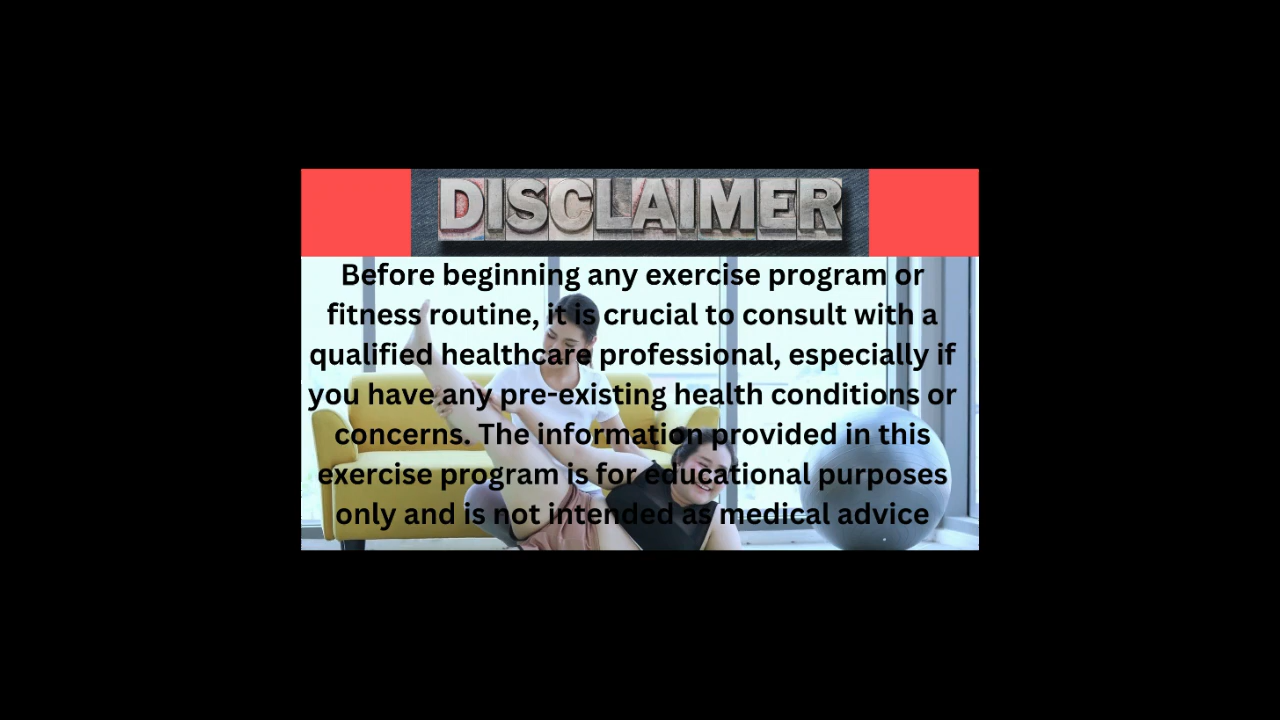 DISCLAIMER
Before beginning any exercise program or
fitness routine, it is crucial to consult with a
qualified healthcare professional, especially if
you have any pre-existing health conditions or
concerns. The information provided in this
exercise program is for educational purposes
only and is not intended as medical advice